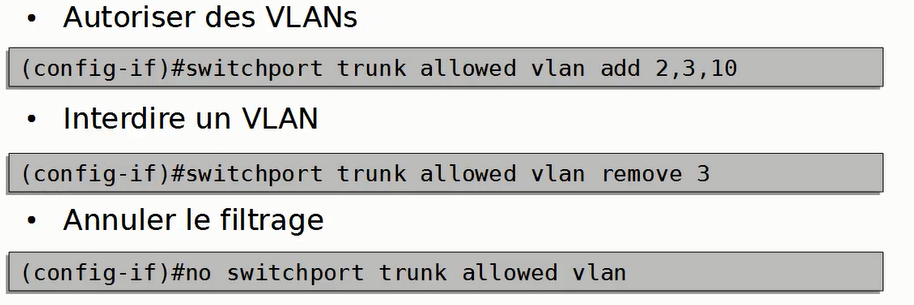 • Autoriser des VLANs
(config-if)#switchport trunk allowed vlan add 2,3,10
• Interdire un VLAN
(config-if)#switchport trunk allowed vlan remove 3
• Annuler le filtrage
(config-if)#no switchport trunk allowed vlan